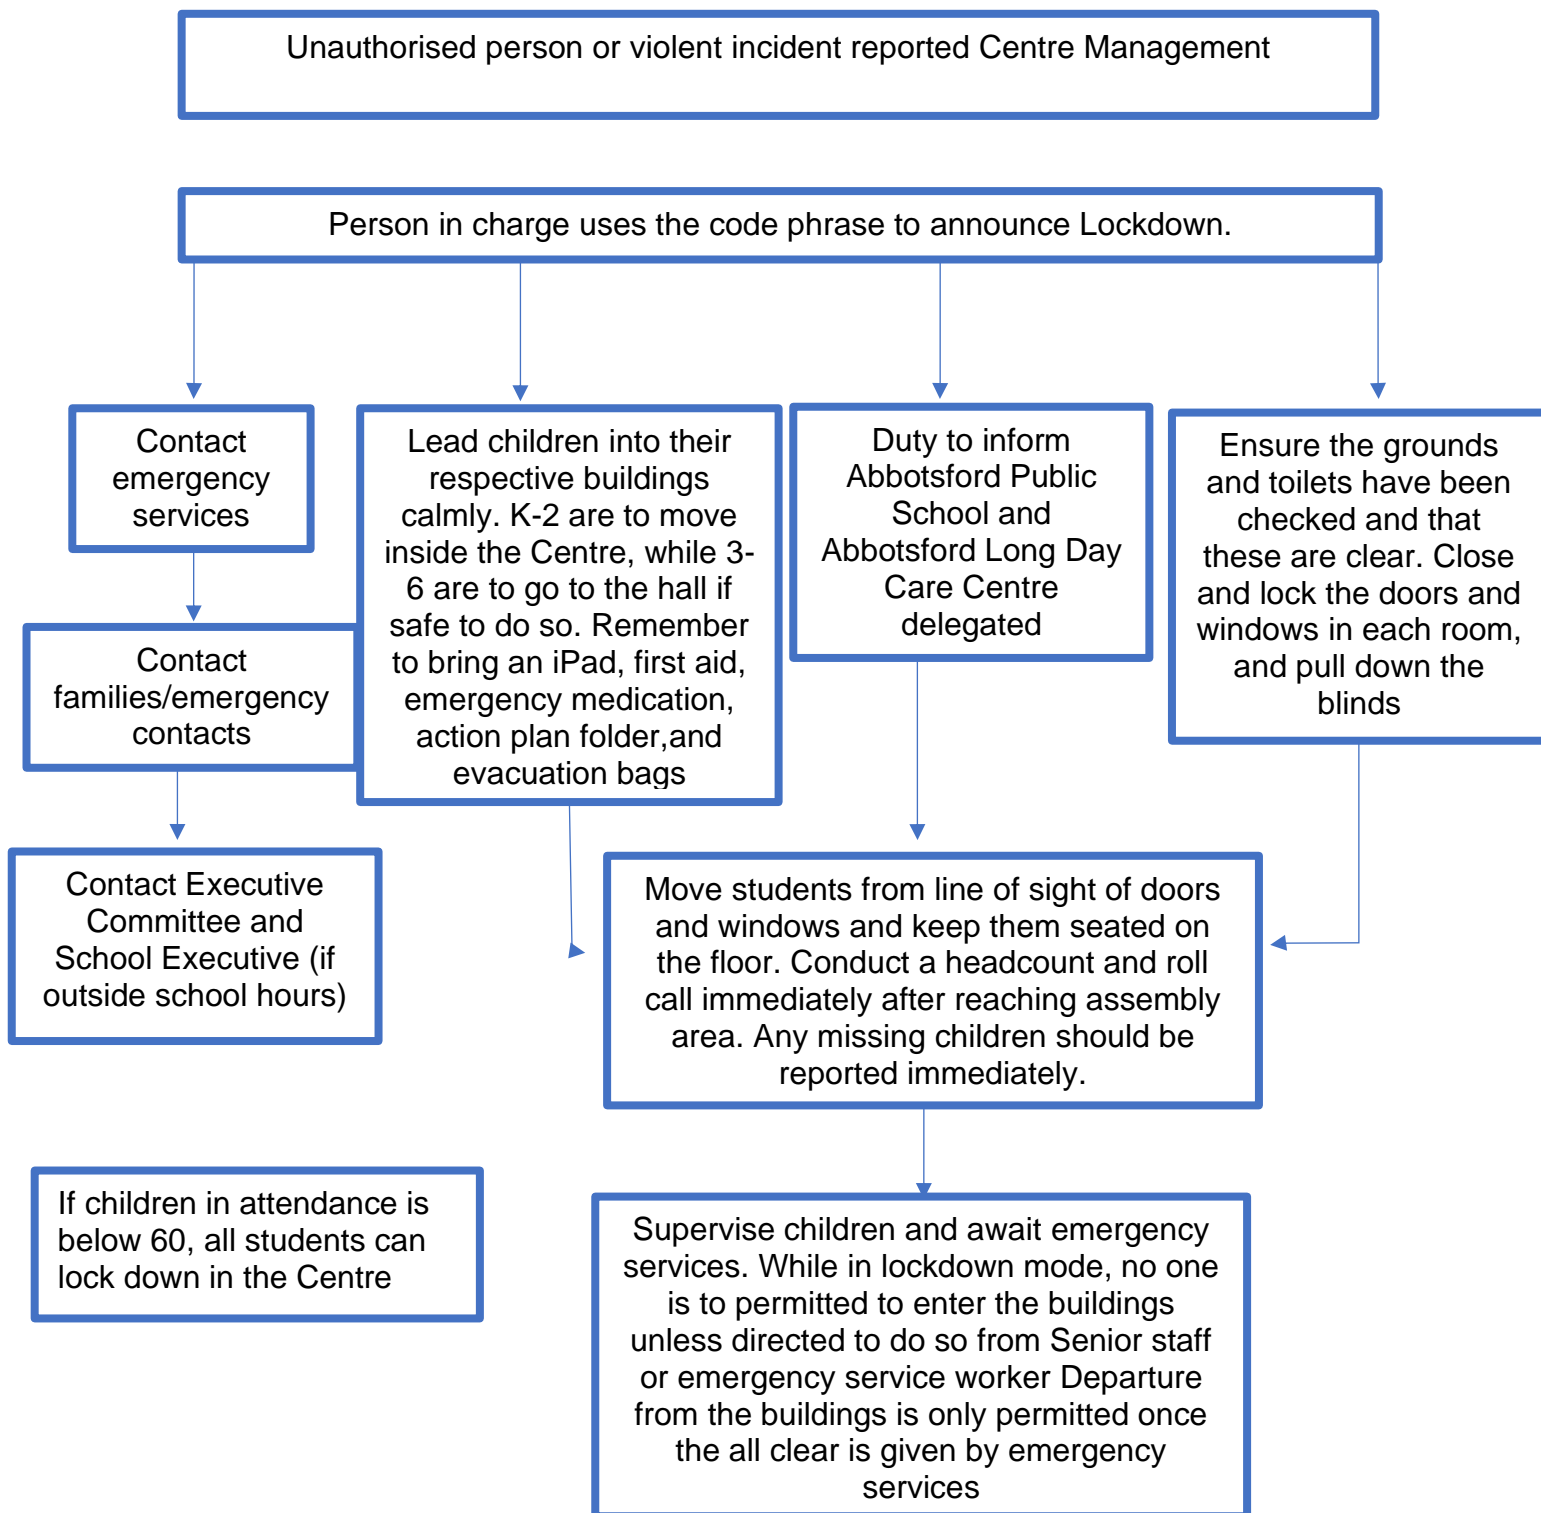 Unauthorised person or violent incident reported Centre Management
Person in charge uses the code phrase to announce Lockdown.
Contact
emergency
services
Contact
families/emergency
contacts
Contact Executive
Committee and
School Executive (if
outside school hours)
Lead children into their
respective buildings
calmly. K-2 are to move
inside the Centre, while 3-
6 are to go to the hall if
safe to do so. Remember
to bring an iPad, first aid,
emergency medication,
action plan folder,and
evacuation bags
Duty to inform
Abbotsford Public
School and
Abbotsford Long Day
Care Centre
delegated
Ensure the grounds
and toilets have been
checked and that
these are clear. Close
and lock the doors and
windows in each room,
and pull down the
blinds
Move students from line of sight of doors
and windows and keep them seated on
the floor. Conduct a headcount and roll
call immediately after reaching assembly
area. Any missing children should be
reported immediately.
If children in attendance is
below 60, all students can
lock down in the Centre
Supervise children and await emergency
services. While in lockdown mode, no one
is to permitted to enter the buildings
unless directed to do so from Senior staff
or emergency service worker Departure
from the buildings is only permitted once
the all clear is given by emergency
services